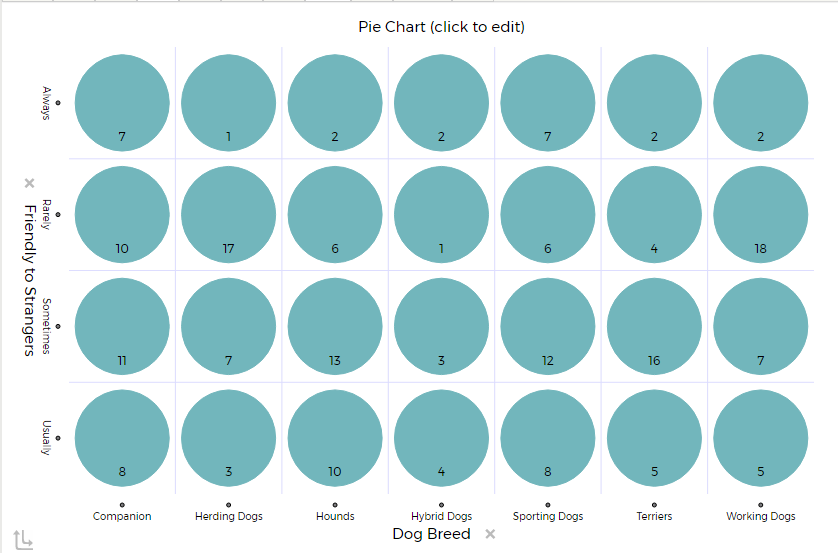 Pie Chart (click to edit)
Always
7 1 2 2 7 2 2
Friendly to Strangers
Rarely
10 17 6 1 6 4 18
Sometimes
11 7 13 3 12 16 7
Usually
8 3 10 4 8 5 5
Companion Herding Dogs Hounds Hybrid Dogs Sporting Dogs Terriers Working Dogs
Dog Breed